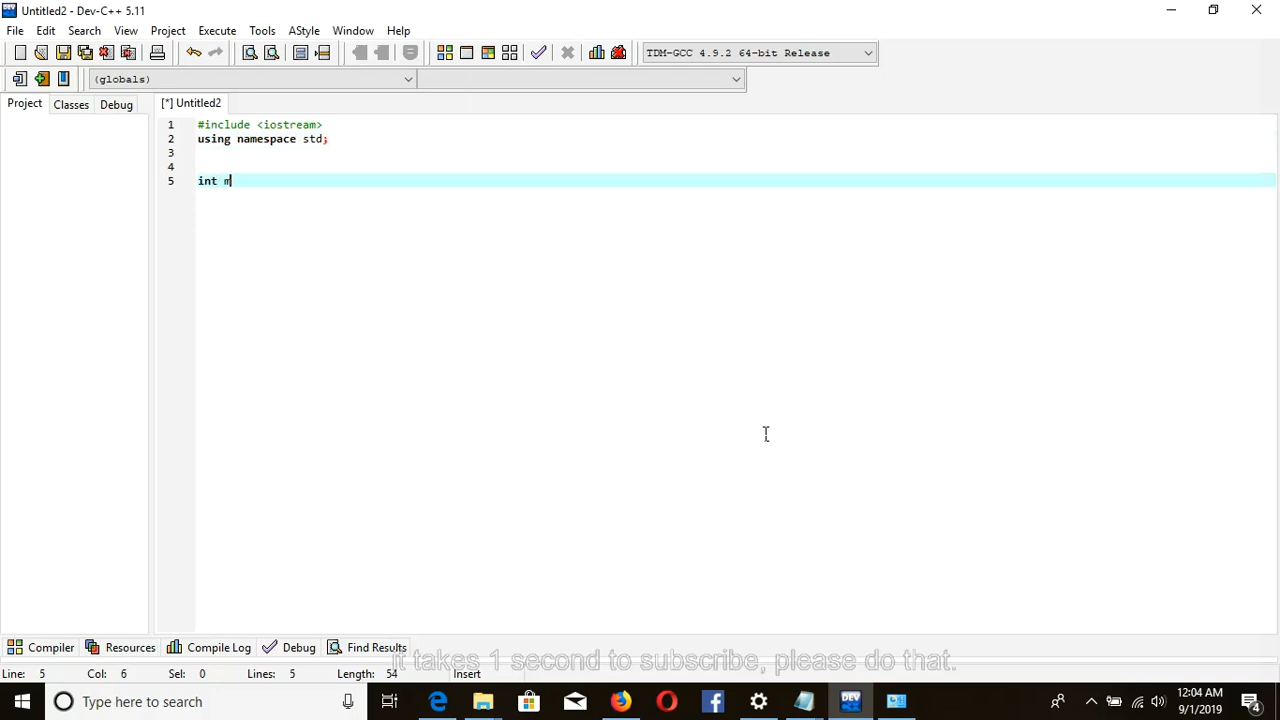 Untitled2 - Dev-C++ 5.11
File Edit Search View Project Execute Tools AStyle Window Help
TDM-GCC 4.9.2 64-bit Release
(globals)
Project Classes Debug [*] Untitled2
1 #include <iostream>
2 using namespace std;
3
4
5 int m
Compiler Resources Compile Log Debug Find Results
it takes 1 second to subscribe, please do that.
Line: 5 Col: 6 Sel: 0 Lines: 5 Length: 54 Insert
Type here to search
DEV
12:04 AM
9/1/2019
4